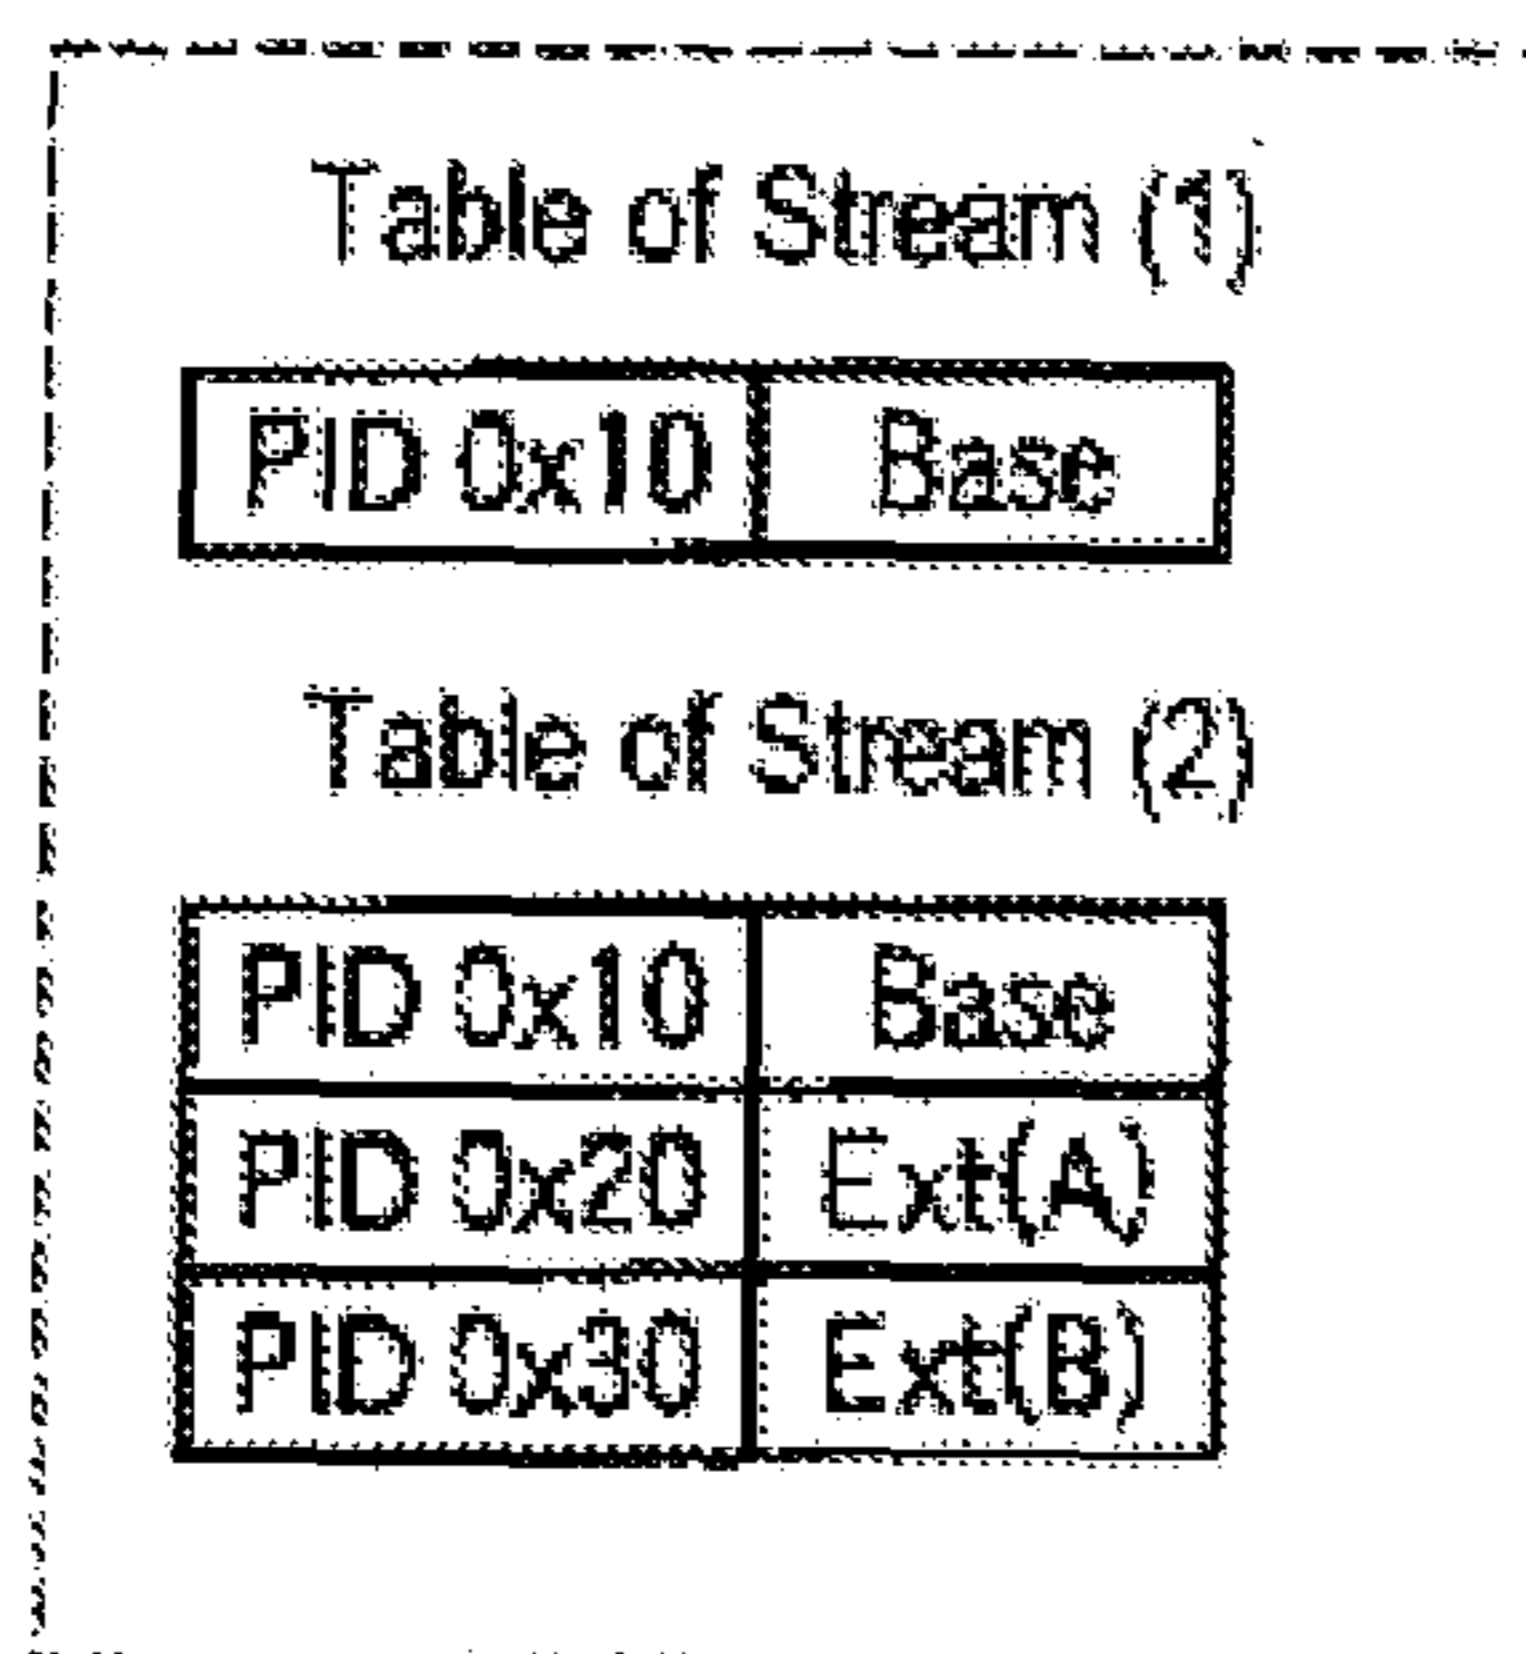 Table of Stream (1)
PID 0x10 Base
Table of Stream (2)
PID 0x10 Base
PID 0x20 Ext(A)
PID 0x30 Ext(B)